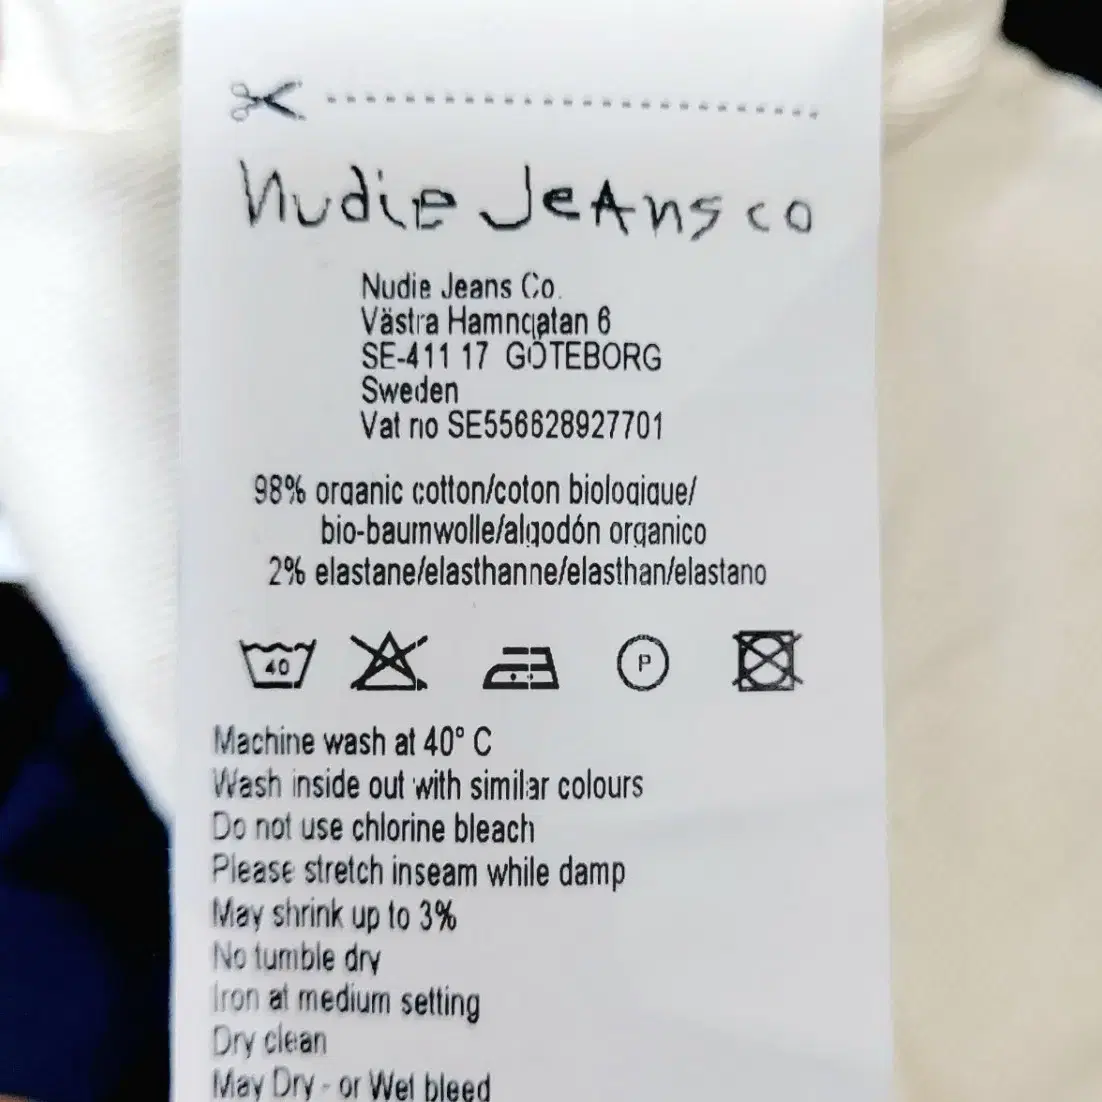 Nudie Jeans co
Nudie Jeans Co.
Västra Hamngatan 6
SE-411 17 GÖTEBORG
Sweden
Vat no SE556628927701
98% organic cotton/coton biologique/
bio-baumwolle/algodón organico
2% elastane/elasthanne/elasthan/elastano
40
P
Machine wash at 40° C
Wash inside out with similar colours
Do not use chlorine bleach
Please stretch inseam while damp
May shrink up to 3%
No tumble dry
Iron at medium setting
Dry clean
May Dry - or Wet bleed